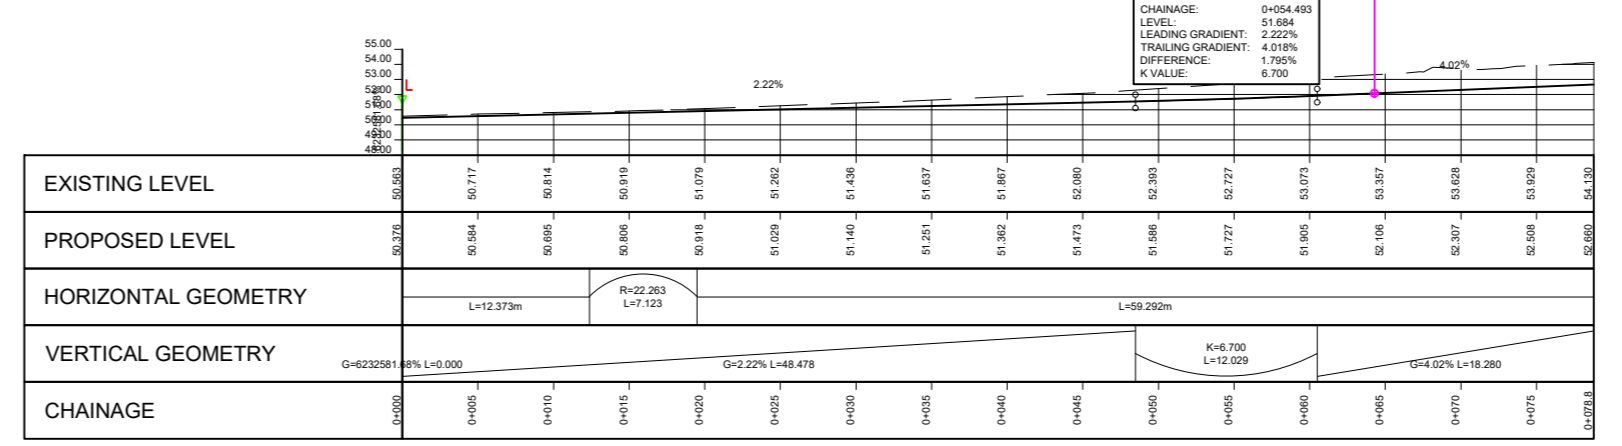 CHAINAGE: 0+054.493
LEVEL: 51.684
LEADING GRADIENT: 2.222%
TRAILING GRADIENT: 4.018%
DIFFERENCE: 1.795%
K VALUE: 6.700
55.00
54.00
53.00
52.00
51.00
50.00
49.00
48.00
L
2.22%
4.02%
EXISTING LEVEL 50.563 50.717 50.814 50.919 51.079 51.262 51.436 51.637 51.867 52.080 52.393 52.727 53.073 53.357 53.628 53.929 54.130
PROPOSED LEVEL 50.376 50.584 50.695 50.806 50.918 51.029 51.140 51.251 51.362 51.473 51.586 51.727 51.905 52.106 52.307 52.508 52.660
HORIZONTAL GEOMETRY L=12.373m R=22.263
L=7.123 L=59.292m
VERTICAL GEOMETRY G=6232581.68% L=0.000 G=2.22% L=48.478 K=6.700
L=12.029 G=4.02% L=18.280
CHAINAGE 0+000 0+005 0+010 0+015 0+020 0+025 0+030 0+035 0+040 0+045 0+050 0+055 0+060 0+065 0+070 0+075 0+078.8